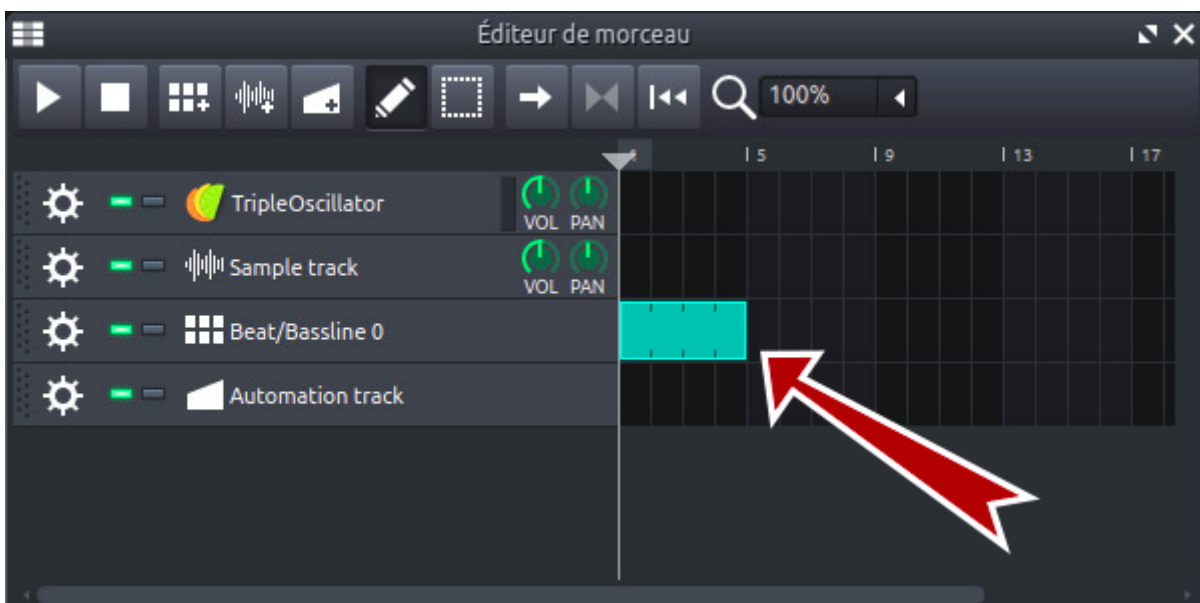 Éditeur de morceau
100%
5 9 13 17
TripleOscillator VOL PAN
Sample track VOL PAN
Beat/Bassline 0
Automation track